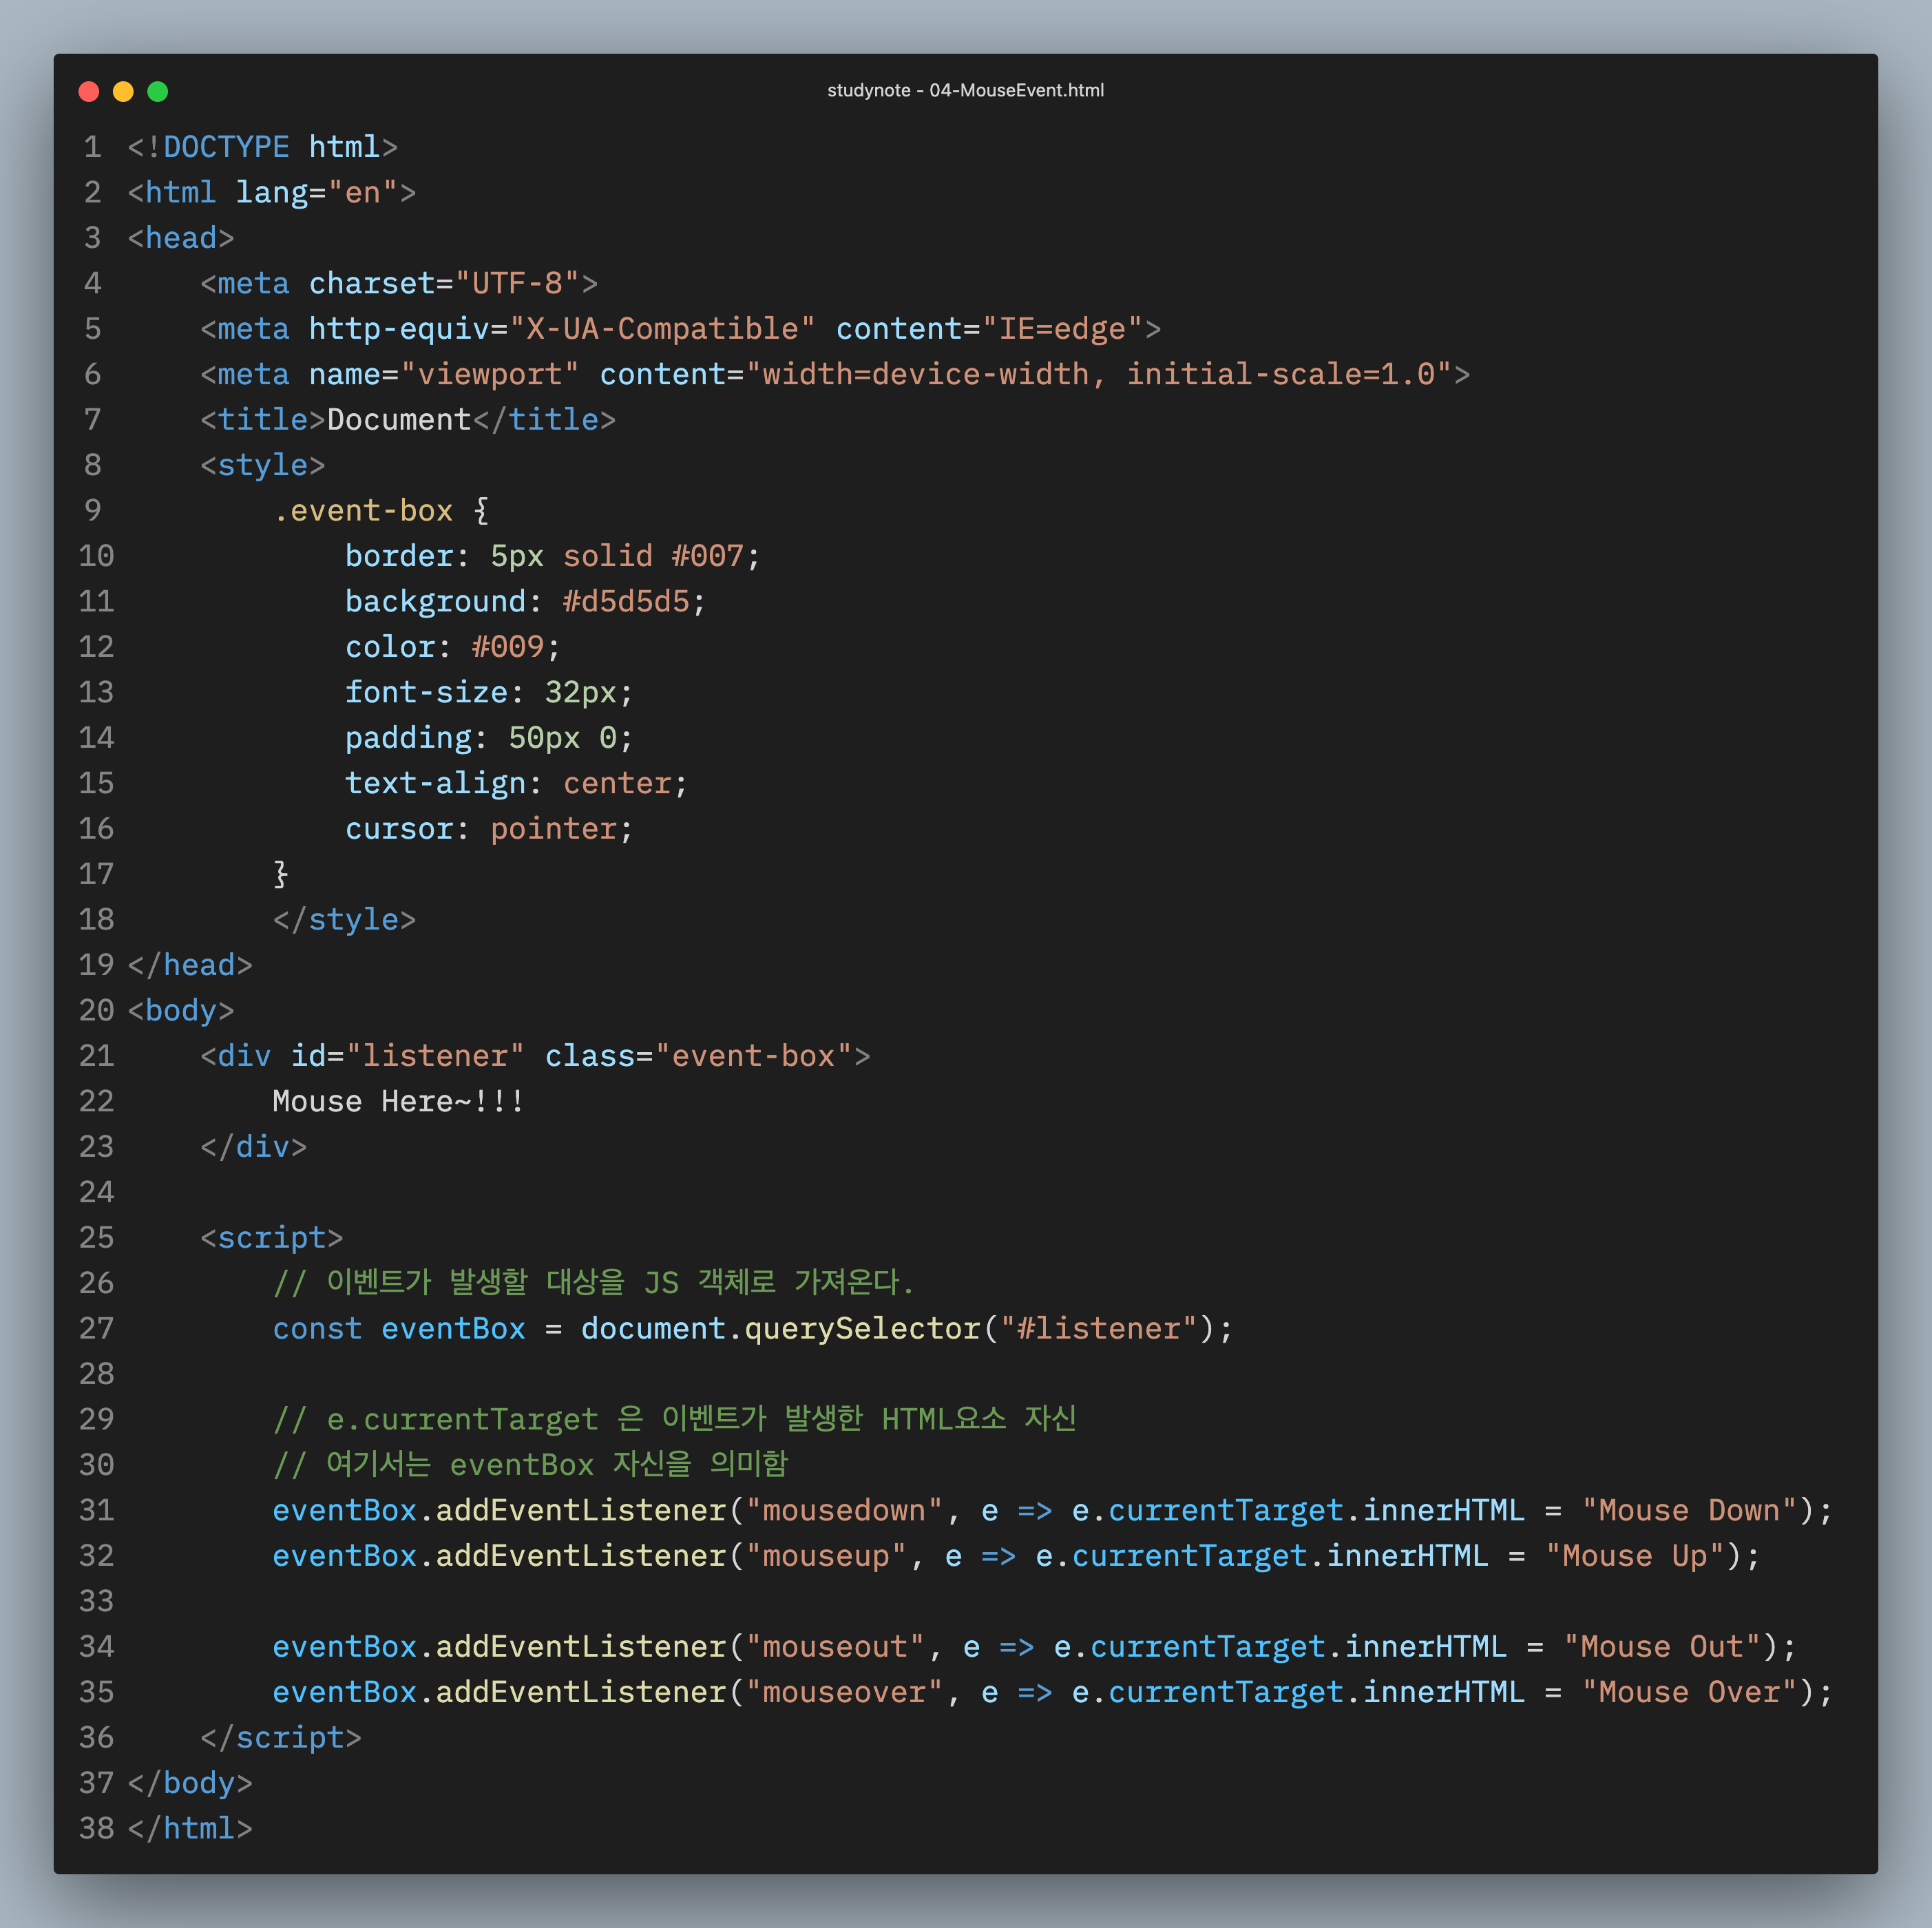 studynote - 04-MouseEvent.html
1 <!DOCTYPE html>
2 <html lang="en">
3 <head>
4     <meta charset="UTF-8">
5     <meta http-equiv="X-UA-Compatible" content="IE=edge">
6     <meta name="viewport" content="width=device-width, initial-scale=1.0">
7     <title>Document</title>
8     <style>
9         .event-box {
10             border: 5px solid #007;
11             background: #d5d5d5;
12             color: #009;
13             font-size: 32px;
14             padding: 50px 0;
15             text-align: center;
16             cursor: pointer;
17         }
18         </style>
19 </head>
20 <body>
21     <div id="listener" class="event-box">
22         Mouse Here~!!!
23     </div>
24
25     <script>
26         // 이벤트가 발생할 대상을 JS 객체로 가져온다.
27         const eventBox = document.querySelector("#listener");
28
29         // e.currentTarget 은 이벤트가 발생한 HTML요소 자신
30         // 여기서는 eventBox 자신을 의미함
31         eventBox.addEventListener("mousedown", e => e.currentTarget.innerHTML = "Mouse Down");
32         eventBox.addEventListener("mouseup", e => e.currentTarget.innerHTML = "Mouse Up");
33
34         eventBox.addEventListener("mouseout", e => e.currentTarget.innerHTML = "Mouse Out");
35         eventBox.addEventListener("mouseover", e => e.currentTarget.innerHTML = "Mouse Over");
36     </script>
37 </body>
38 </html>